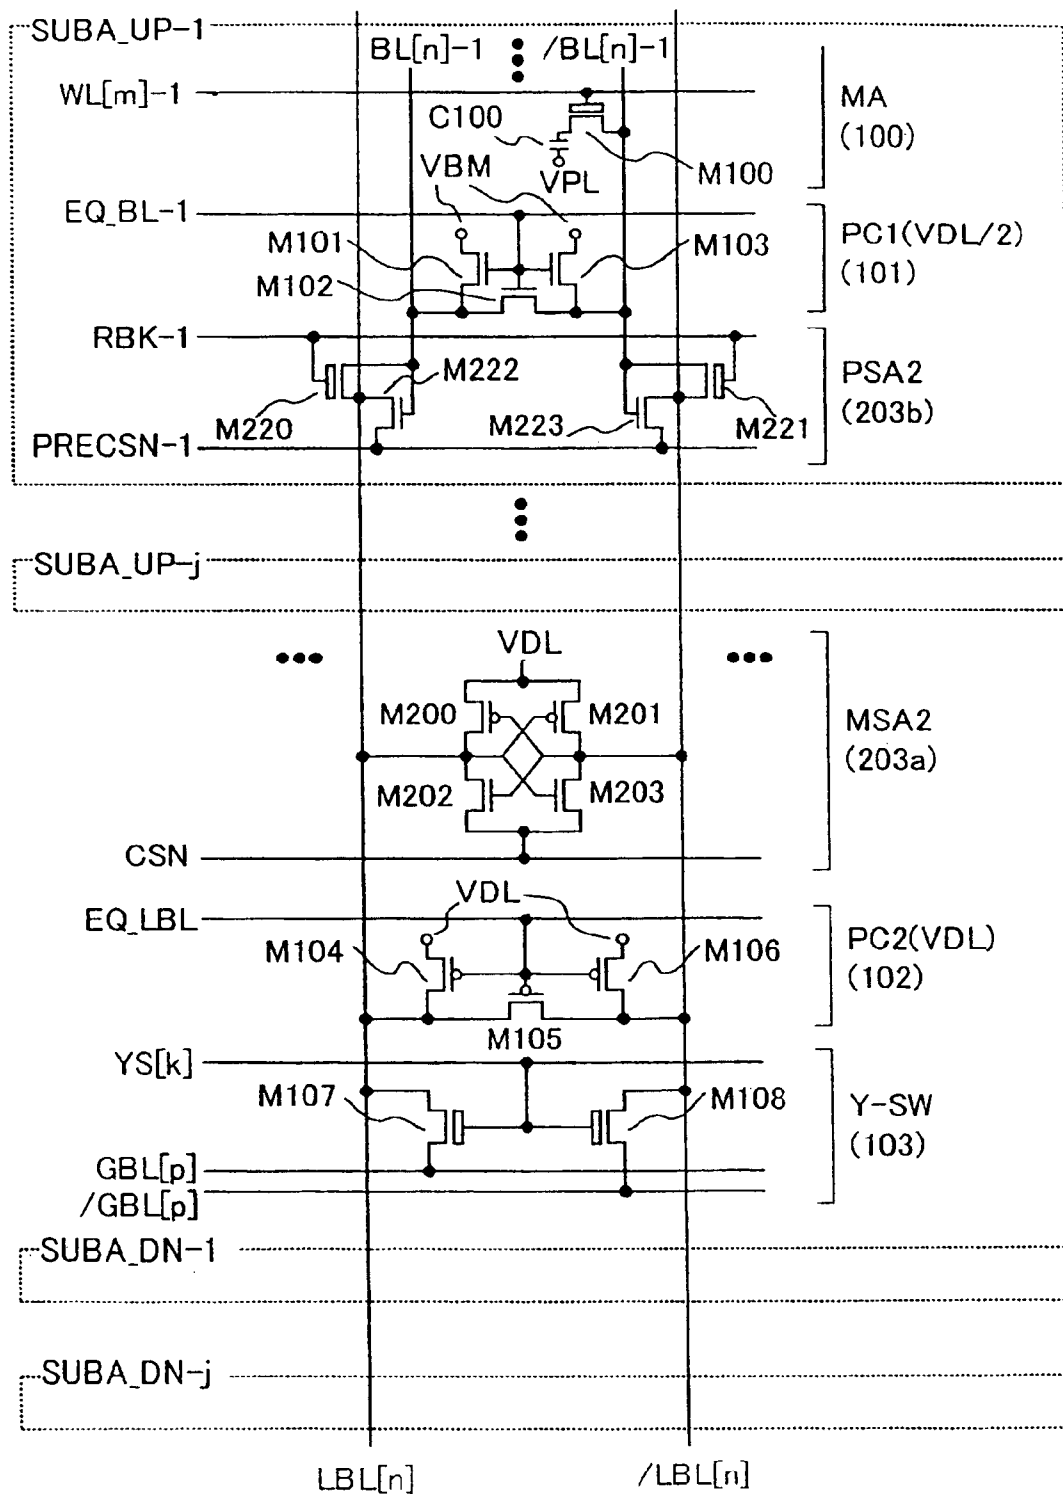 SUBA_UP-1
BL[n]-1
/BL[n]-1
WL[m]-1
C100
VPL
M100
MA
(100)
VBM
EQ_BL-1
M101
M102
M103
PC1(VDL/2)
(101)
RBK-1
M222
M220
M223
M221
PRECSN-1
PSA2
(203b)
SUBA_UP-j
VDL
M200
M201
M202
M203
CSN
MSA2
(203a)
EQ_LBL
VDL
M104
M106
M105
PC2(VDL)
(102)
YS[k]
M107
M108
GBL[p]
/GBL[p]
Y-SW
(103)
SUBA_DN-1
SUBA_DN-j
LBL[n]
/LBL[n]